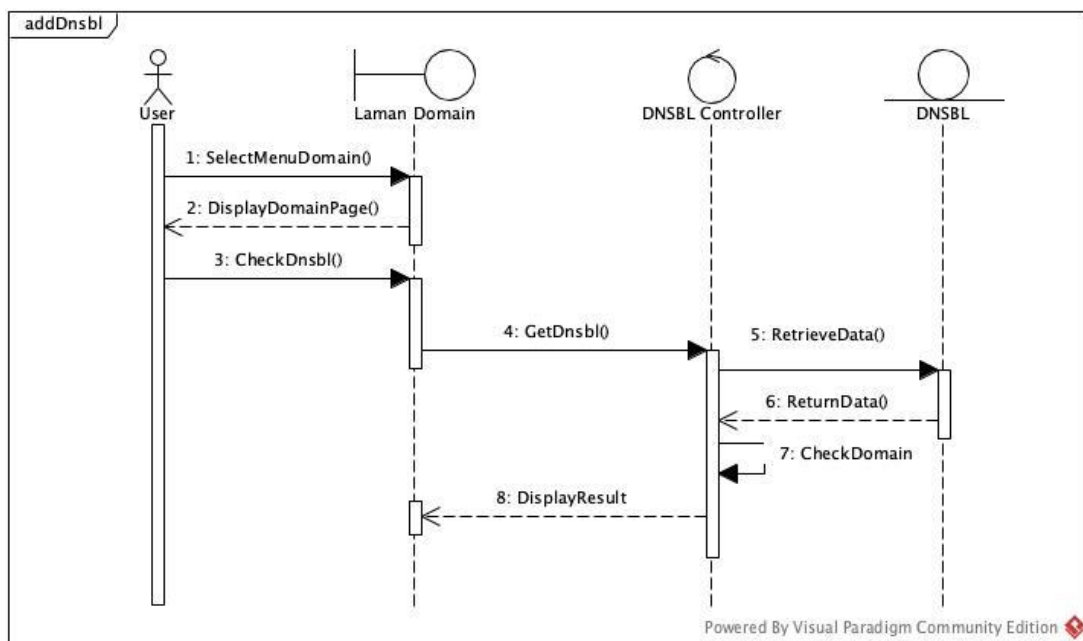 addDnsbl
User
Laman Domain
DNSBL Controller
DNSBL
1: SelectMenuDomain()
2: DisplayDomainPage()
3: CheckDnsbl()
4: GetDnsbl()
5: RetrieveData()
6: ReturnData()
7: CheckDomain
8: DisplayResult
Powered By Visual Paradigm Community Edition